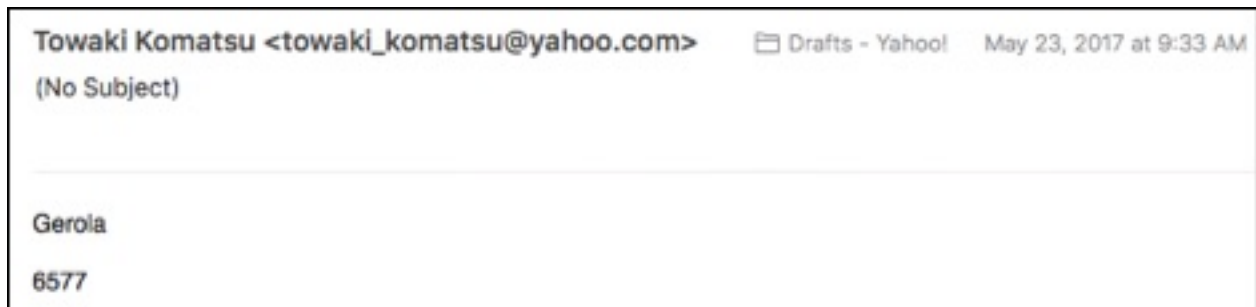 Towaki Komatsu <towaki_komatsu@yahoo.com> Drafts - Yahoo! May 23, 2017 at 9:33 AM
(No Subject)
Gerola
6577